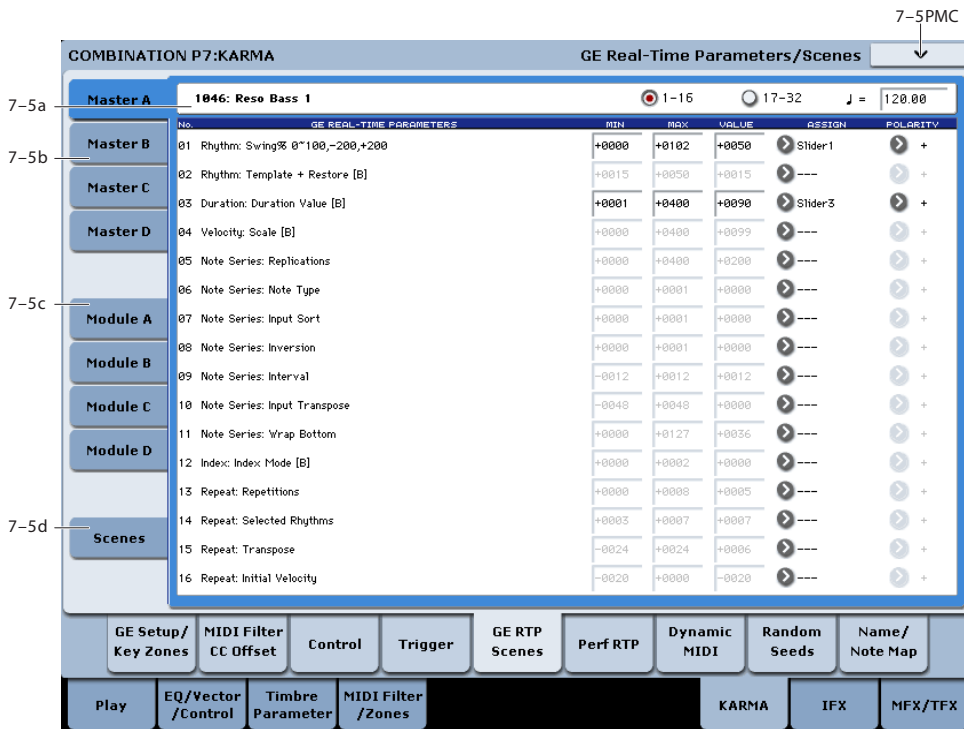 7–5PMC
COMBINATION P7:KARMA GE Real-Time Parameters/Scenes
7–5a
7–5b
7–5c
7–5d
Master A
Master B
Master C
Master D
Module A
Module B
Module C
Module D
Scenes
1046: Reso Bass 1 1-16 17-32 ♩ = 120.00
No. GE REAL-TIME PARAMETERS MIN MAX VALUE ASSIGN POLARITY
01 Rhythm: Swing% 0~100,-200,+200 +0000 +0102 +0050 Slider1 +
02 Rhythm: Template + Restore [B] +0015 +0050 +0015 --- +
03 Duration: Duration Value [B] +0001 +0400 +0090 Slider3 +
04 Velocity: Scale [B] +0000 +0400 +0099 --- +
05 Note Series: Replications +0000 +0400 +0200 --- +
06 Note Series: Note Type +0000 +0001 +0000 --- +
07 Note Series: Input Sort +0000 +0001 +0000 --- +
08 Note Series: Inversion +0000 +0001 +0000 --- +
09 Note Series: Interval -0012 +0012 +0012 --- +
10 Note Series: Input Transpose -0048 +0048 +0000 --- +
11 Note Series: Wrap Bottom +0000 +0127 +0036 --- +
12 Index: Index Mode [B] +0000 +0002 +0000 --- +
13 Repeat: Repetitions +0000 +0008 +0005 --- +
14 Repeat: Selected Rhythms +0003 +0007 +0007 --- +
15 Repeat: Transpose -0024 +0024 +0006 --- +
16 Repeat: Initial Velocity -0020 +0000 -0020 --- +
GE Setup/
Key Zones
MIDI Filter
CC Offset
Control
Trigger
GE RTP
Scenes
Perf RTP
Dynamic
MIDI
Random
Seeds
Name/
Note Map
Play
EQ/Vector
/Control
Timbre
Parameter
MIDI Filter
/Zones
KARMA
IFX
MFX/TFX